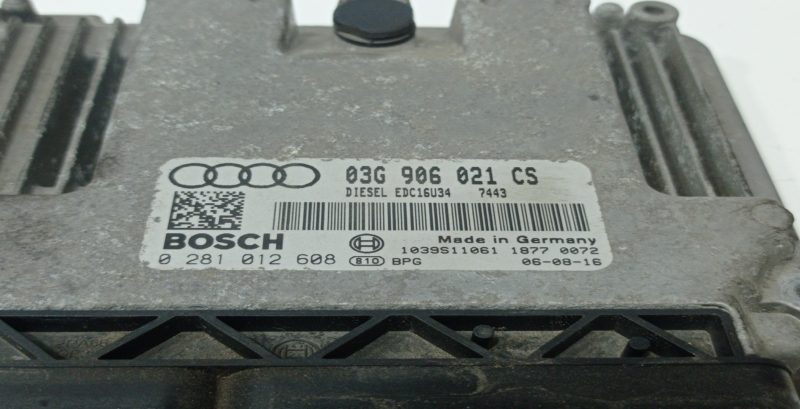 03G 906 021 CS
DIESEL EDC16U34 7443
BOSCH
Made in Germany
0 281 012 608
1039S11061 1877 0072
B10 BPG
06-08-16